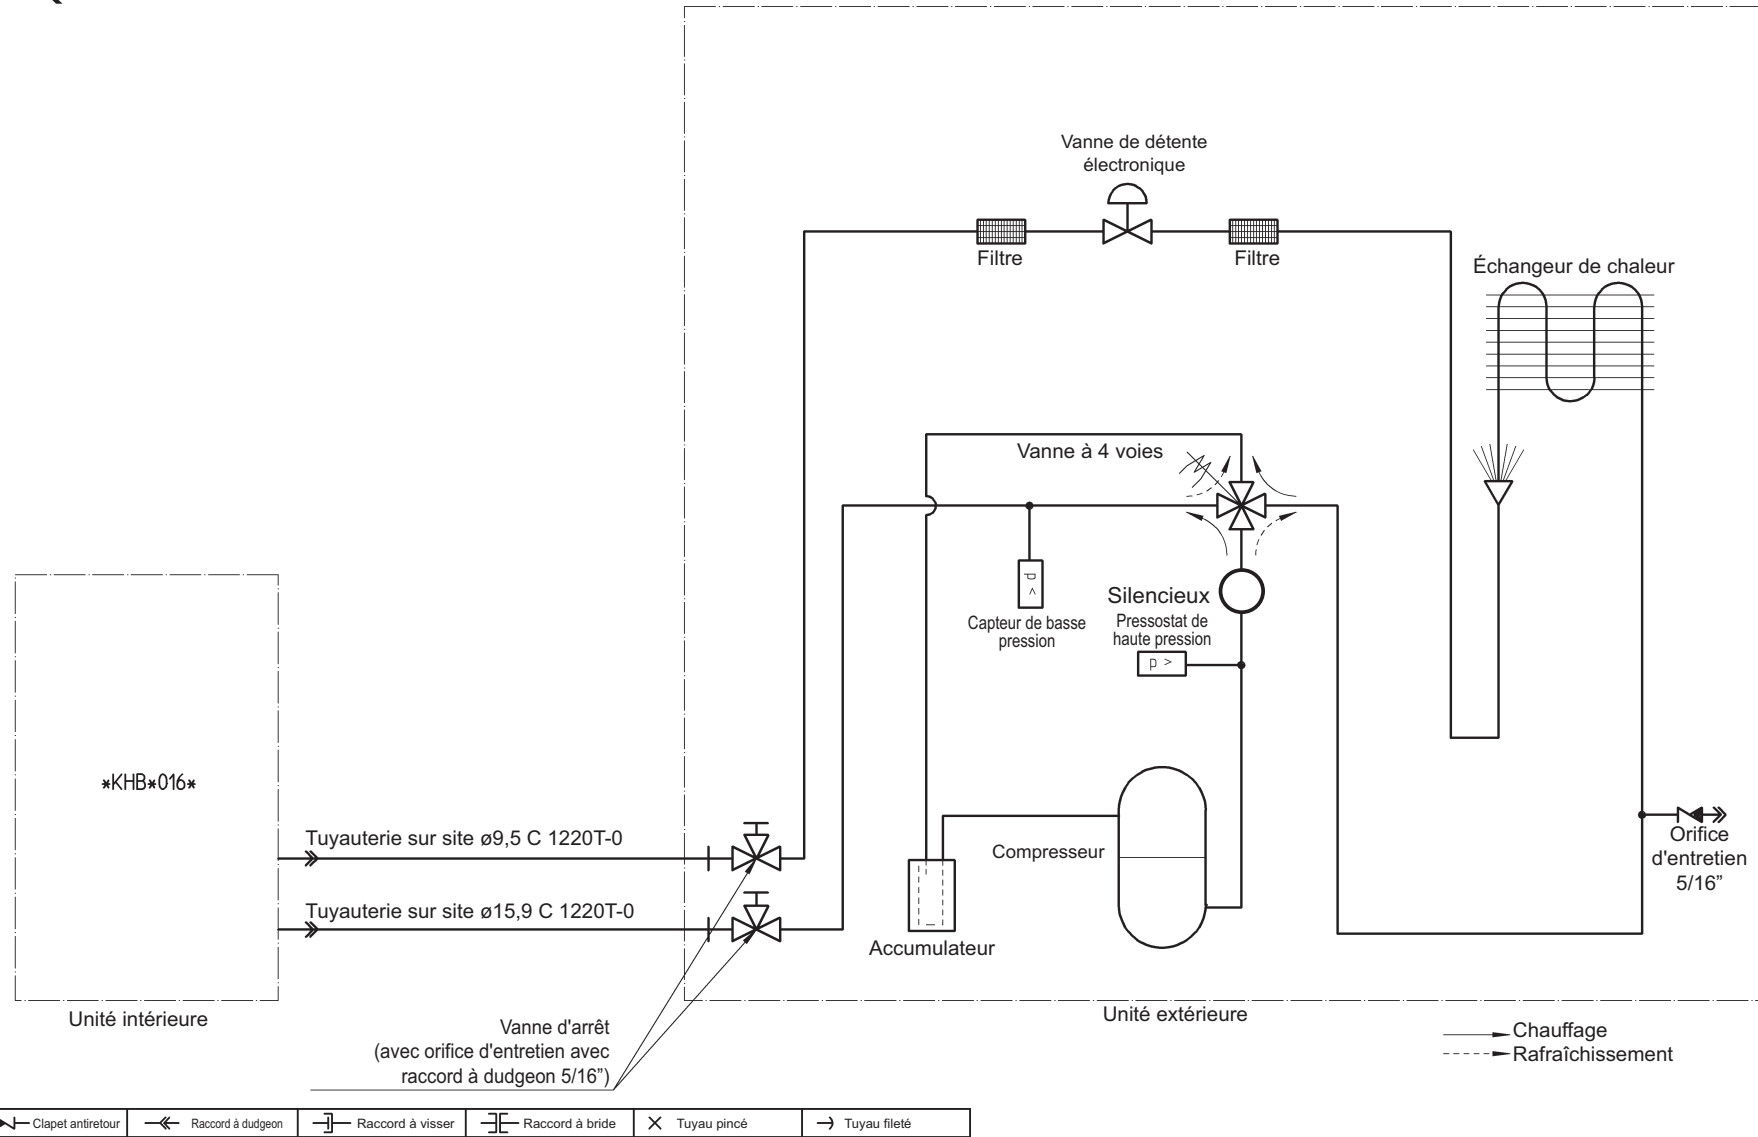 Vanne de détente
électronique
Filtre
Filtre
Échangeur de chaleur
Vanne à 4 voies
p <
Silencieux
Capteur de basse
pression
Pressostat de
haute pression
p >
*KHB*016*
Tuyauterie sur site ø9,5 C 1220T-0
Compresseur
Orifice
d'entretien
5/16”
Tuyauterie sur site ø15,9 C 1220T-0
Accumulateur
Unité intérieure
Unité extérieure
Vanne d'arrêt
(avec orifice d'entretien avec
raccord à dudgeon 5/16”)
Chauffage
Rafraîchissement
Clapet antiretour
Raccord à dudgeon
Raccord à visser
Raccord à bride
Tuyau pincé
Tuyau fileté